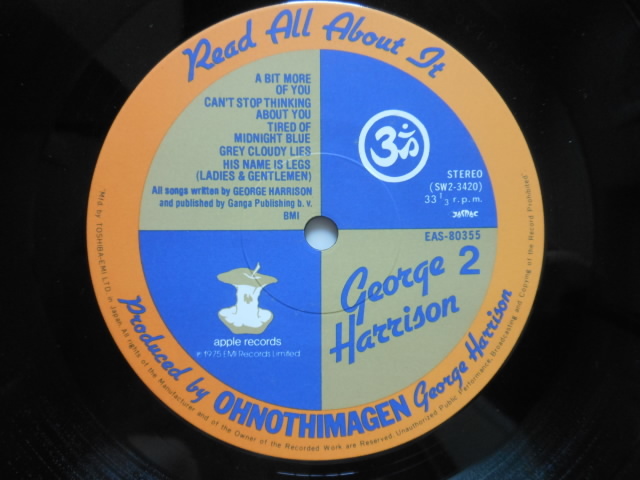 Read All About It
A BIT MORE
OF YOU
CAN'T STOP THINKING
ABOUT YOU
TIRED OF
MIDNIGHT BLUE
GREY CLOUDY LIES
HIS NAME IS LEGS
(LADIES & GENTLEMEN)
All songs written by GEORGE HARRISON
and published by Ganga Publishing b. v.
BMI
ॐ
STEREO
(SW2-3420)
33 1/3 r.p.m.
EAS-80355
George 2
Harrison
apple records
℗ 1975 EMI Records Limited
Produced by OHNOTHIMAGEN George Harrison
Mfd by TOSHIBA-EMI LTD. in Japan. All rights of the Manufacturer and of the Owner of the Recorded Work are Reserved. Unauthorized Public Performance, Broadcasting and Copying of the Record Prohibited